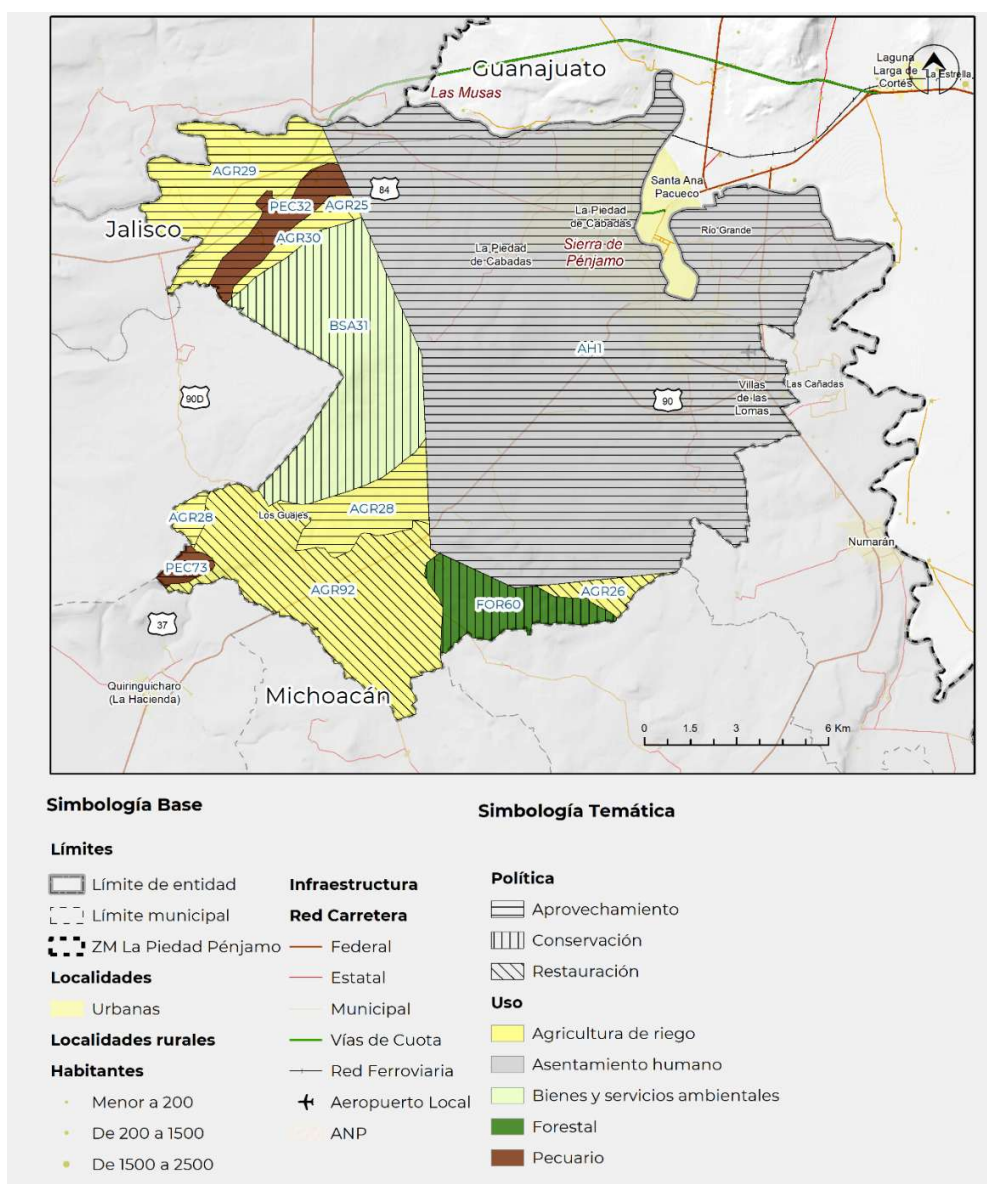 Guanajuato
Las Musas
Laguna
Larga de
Cortés
La Estrella,
AGR29
84
Santa Ana
Pacueco
PEC32
AGR25
La Piedad
de Cabadas
Jalisco
AGR30
Río Grande
La Piedad
de Cabadas
Sierra de
Pénjamo
BSA31
AH1
90D
90
Villas
de las
Lomas
Las Cañadas
AGR28
Los Guajes
AGR28
Numarán
PEC73
AGR92
FOR60
AGR26
37
Quiringuicharo
(La Hacienda)
Michoacán
0 1.5 3 6 Km
Simbología Base
Límites
Límite de entidad
Límite municipal
ZM La Piedad Pénjamo
Localidades
Urbanas
Localidades rurales
Habitantes
Menor a 200
De 200 a 1500
De 1500 a 2500
Infraestructura
Red Carretera
Federal
Estatal
Municipal
Vías de Cuota
Red Ferroviaria
Aeropuerto Local
ANP
Simbología Temática
Política
Aprovechamiento
Conservación
Restauración
Uso
Agricultura de riego
Asentamiento humano
Bienes y servicios ambientales
Forestal
Pecuario